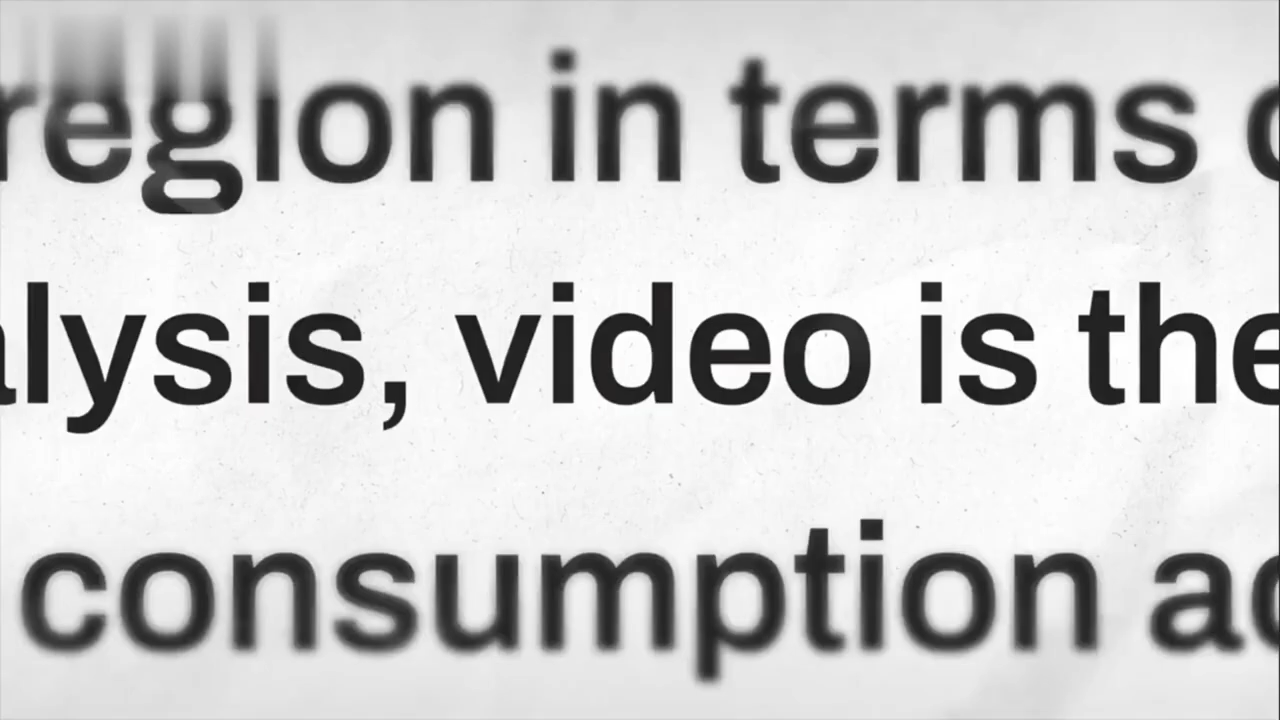 region in terms
alysis, video is the
consumption